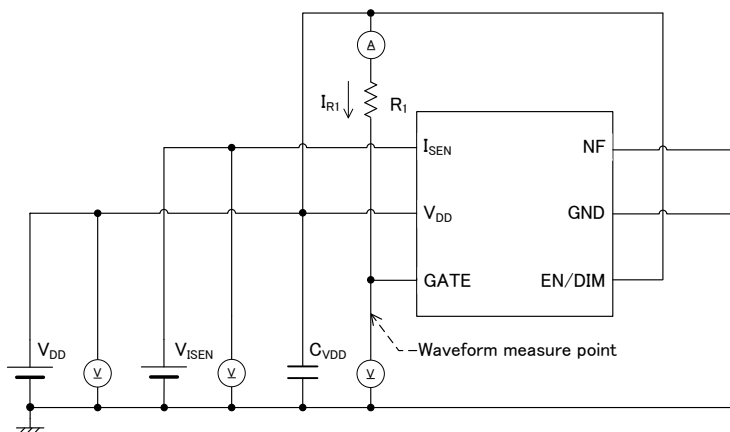 A
I_R1
R_1
I_SEN
NF
V_DD
GND
GATE
EN/DIM
V_DD
V
V_ISEN
V
C_VDD
Waveform measure point
V